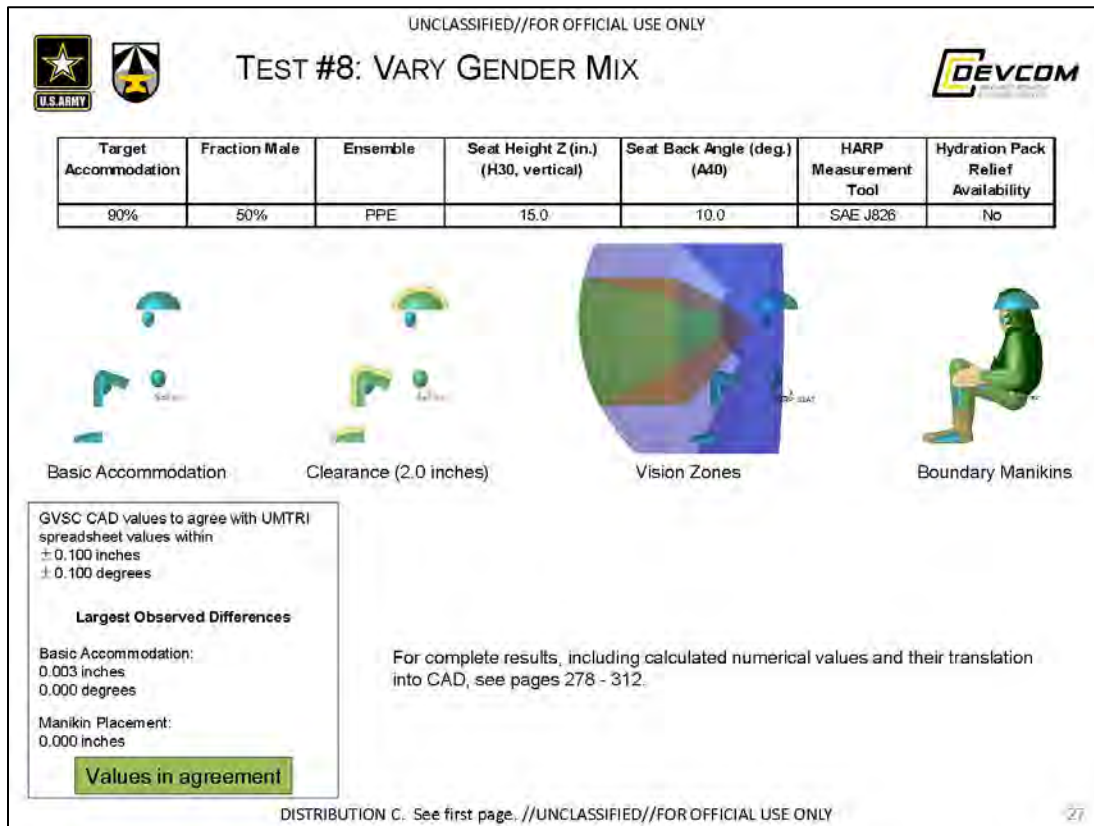 UNCLASSIFIED//FOR OFFICIAL USE ONLY
U.S.ARMY
TEST #8: VARY GENDER MIX
DEVCOM
Target Accommodation | Fraction Male | Ensemble | Seat Height Z (in.) (H30, vertical) | Seat Back Angle (deg.) (A40) | HARP Measurement Tool | Hydration Pack Relief Availability
90% | 50% | PPE | 15.0 | 10.0 | SAE J826 | No
Basic Accommodation
Clearance (2.0 inches)
Vision Zones
Boundary Manikins
GVSC CAD values to agree with UMTRI
spreadsheet values within
±0.100 inches
±0.100 degrees
Largest Observed Differences
Basic Accommodation:
0.003 inches
0.000 degrees
Manikin Placement:
0.000 inches
Values in agreement
For complete results, including calculated numerical values and their translation
into CAD, see pages 278 - 312.
DISTRIBUTION C. See first page. //UNCLASSIFIED//FOR OFFICIAL USE ONLY
27